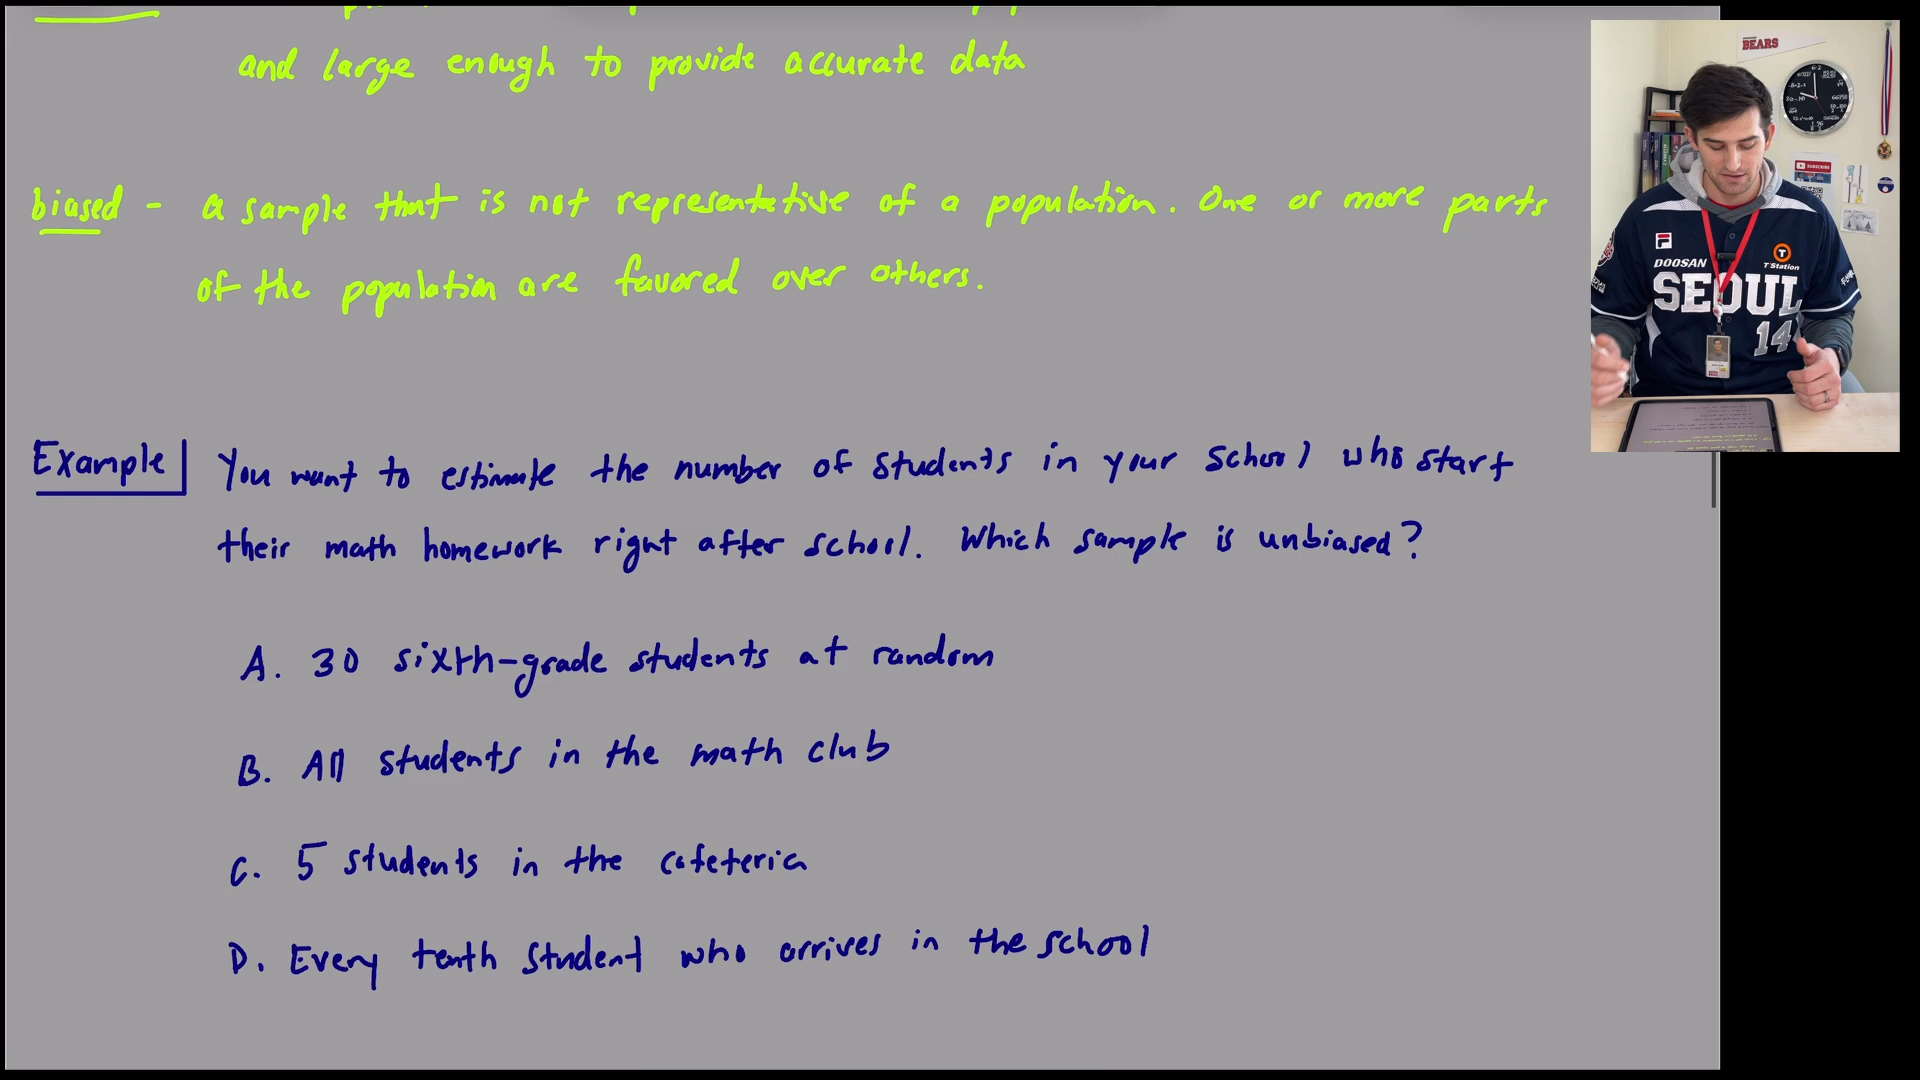 and large enough to provide accurate data
biased - a sample that is not representative of a population. One or more parts
of the population are favored over others.
Example You want to estimate the number of students in your school who start
their math homework right after school. Which sample is unbiased?
A. 30 sixth-grade students at random
B. All students in the math club
C. 5 students in the cafeteria
D. Every tenth student who arrives in the school
BEARS
SUBSCRIBE
DOOSAN
T Station
SEOUL
14